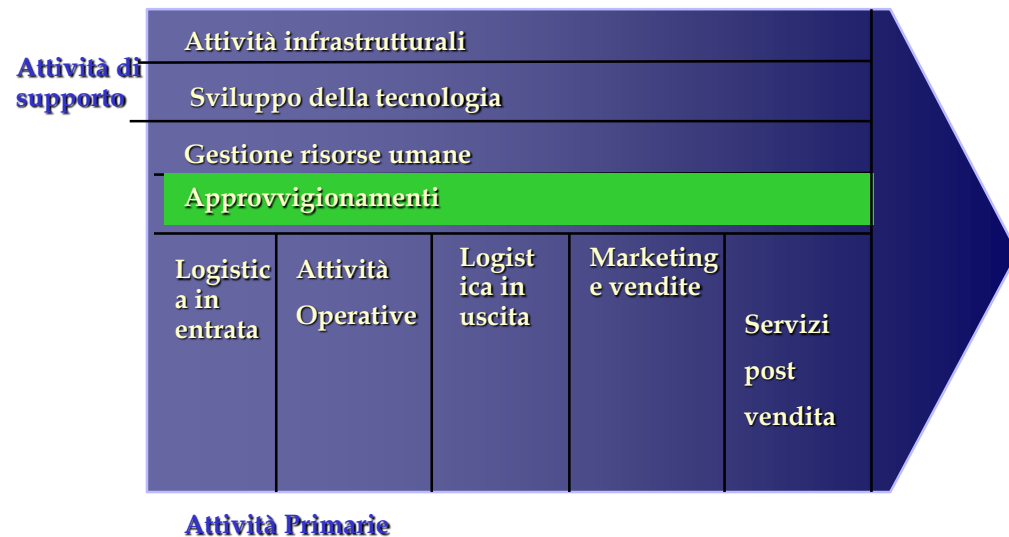 Attività infrastrutturali
Attività di
supporto
Sviluppo della tecnologia
Gestione risorse umane
Approvvigionamenti
Logistic
a in
entrata
Attività
Operative
Logist
ica in
uscita
Marketing
e vendite
Servizi
post
vendita
Attività Primarie